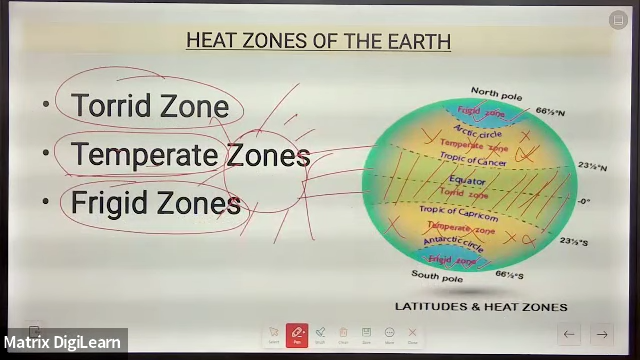 HEAT ZONES OF THE EARTH
• Torrid Zone
• Temperate Zones
• Frigid Zones
North pole
66½°N
Frigid zone
Arctic circle
Temperate zone
Tropic of Cancer
23½°N
Equator
-0°
Torrid zone
Tropic of Capricorn
Temperate zone
23½°S
Antarctic circle
Frigid zone
66½°S
South pole
LATITUDES & HEAT ZONES
Pen
Matrix DigiLearn